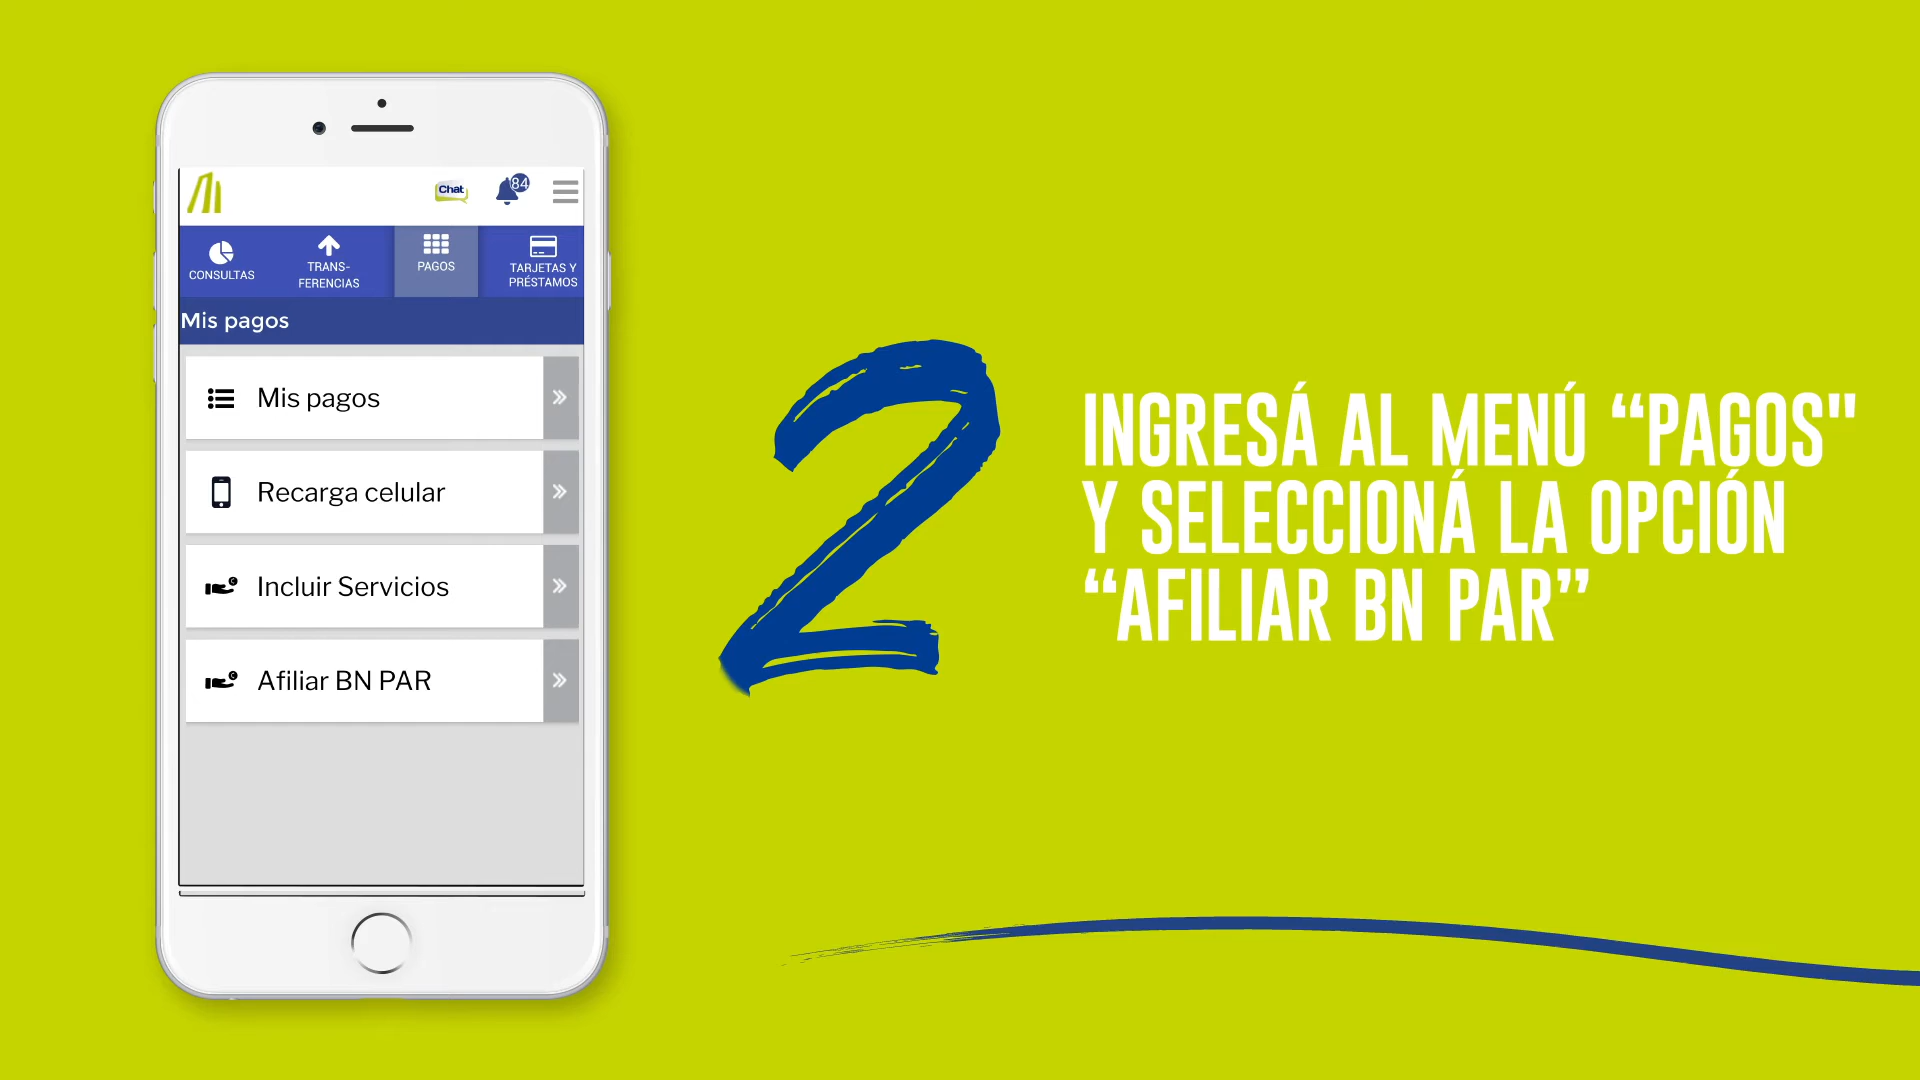 Chat
84
CONSULTAS
TRANS-
FERENCIAS
PAGOS
TARJETAS Y
PRÉSTAMOS
Mis pagos
Mis pagos
Recarga celular
Incluir Servicios
Afiliar BN PAR
2
INGRESÁ AL MENÚ “PAGOS"
Y SELECCIONÁ LA OPCIÓN
“AFILIAR BN PAR”